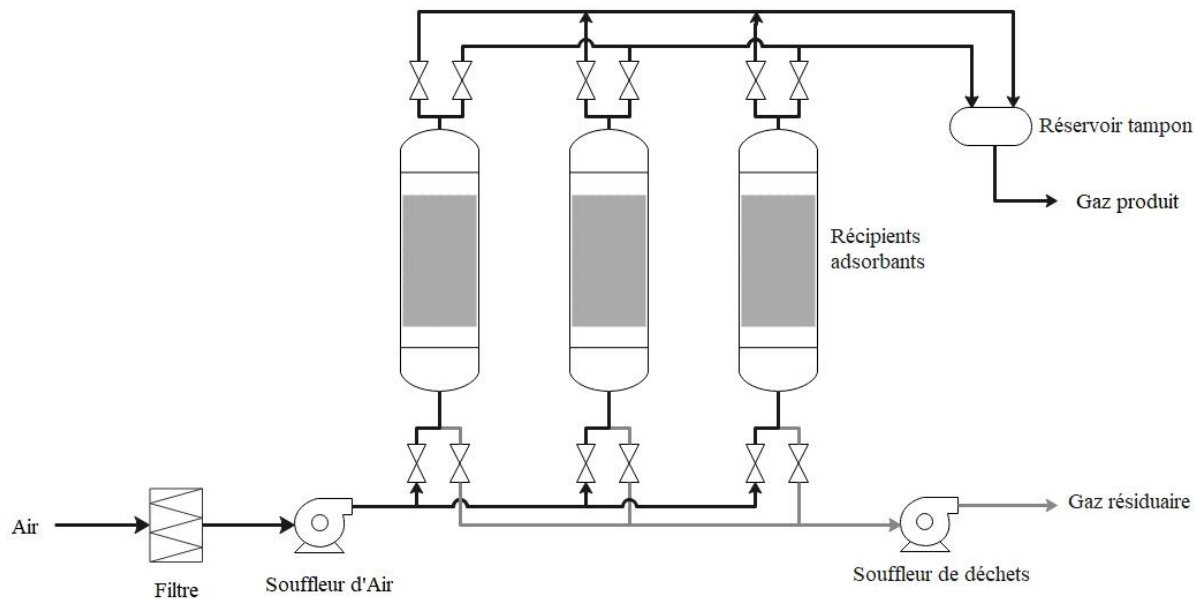 Réservoir tampon
Gaz produit
Récipients
adsorbants
Air
Filtre
Souffleur d'Air
Souffleur de déchets
Gaz résiduaire